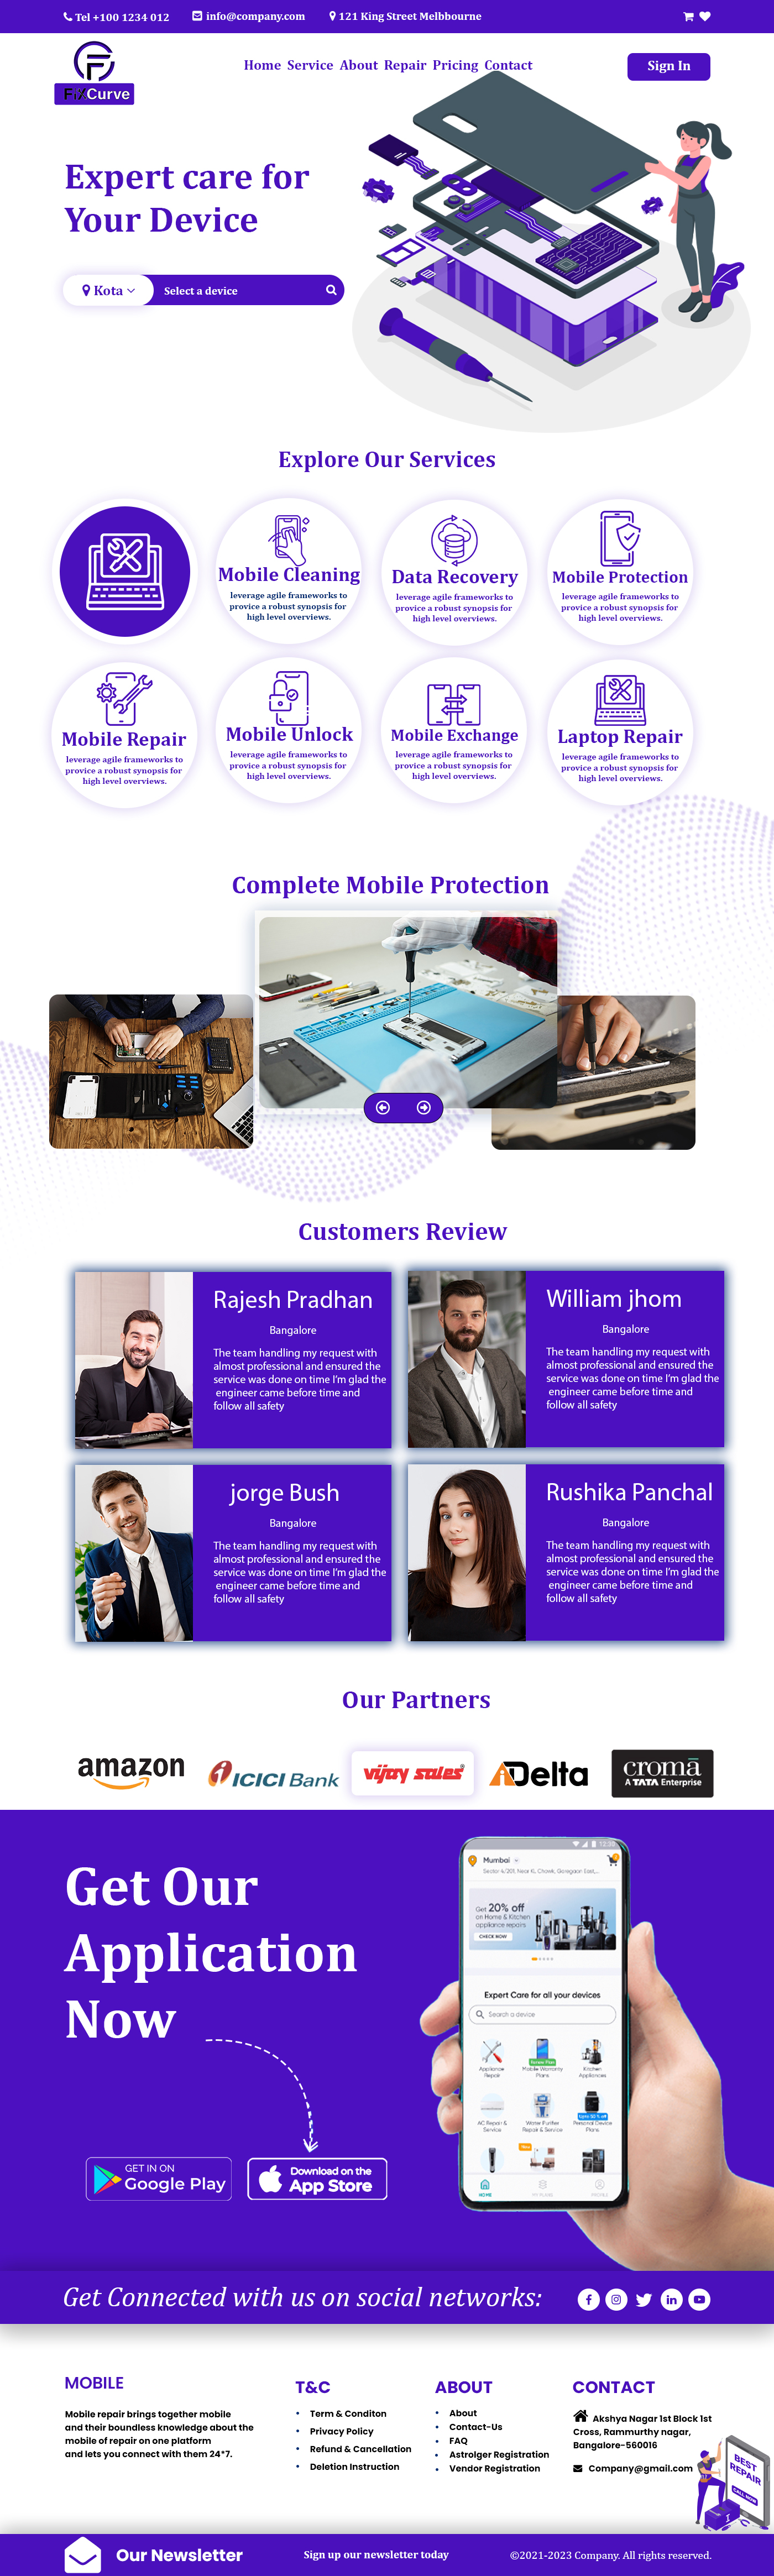 Tel +100 1234 012
info@company.com
121 King Street Melbbourne
FiXCurve
Home Service About Repair Pricing Contact
Sign In
Expert care for
Your Device
Kota
Select a device
Explore Our Services
Mobile Cleaning
leverage agile frameworks to
provice a robust synopsis for
high level overviews.
Data Recovery
leverage agile frameworks to
provice a robust synopsis for
high level overviews.
Mobile Protection
leverage agile frameworks to
provice a robust synopsis for
high level overviews.
Mobile Repair
leverage agile frameworks to
provice a robust synopsis for
high level overviews.
Mobile Unlock
leverage agile frameworks to
provice a robust synopsis for
high level overviews.
Mobile Exchange
leverage agile frameworks to
provice a robust synopsis for
high level overviews.
Laptop Repair
leverage agile frameworks to
provice a robust synopsis for
high level overviews.
Complete Mobile Protection
Customers Review
Rajesh Pradhan
Bangalore
The team handling my request with
almost professional and ensured the
service was done on time I'm glad the
engineer came before time and
follow all safety
William jhom
Bangalore
The team handling my request with
almost professional and ensured the
service was done on time I'm glad the
engineer came before time and
follow all safety
jorge Bush
Bangalore
The team handling my request with
almost professional and ensured the
service was done on time I'm glad the
engineer came before time and
follow all safety
Rushika Panchal
Bangalore
The team handling my request with
almost professional and ensured the
service was done on time I'm glad the
engineer came before time and
follow all safety
Our Partners
amazon
ICICI Bank
vijay sales
Delta
cromā
A TATA Enterprise
Get Our
Application
Now
GET IN ON
Google Play
Download on the
App Store
12:30
Mumbai
Sector 4/201, Near K. Chowk, Goregaon East,...
Get 20% off
on Home & Kitchen
appliance repairs
CHECK NOW
Expert Care for all your devices
Search a device
Appliance
Repair
Mobile Warranty
Plans
Kitchen
Appliances
AC Repair &
Service
Water Purifier
Repair & Service
Personal Device
Plans
HOME
Get Connected with us on social networks:
MOBILE
Mobile repair brings together mobile
and their boundless knowledge about the
mobile of repair on one platform
and lets you connect with them 24*7.
T&C
• Term & Conditon
• Privacy Policy
• Refund & Cancellation
• Deletion Instruction
ABOUT
• About
• Contact-Us
• FAQ
• Astrolger Registration
• Vendor Registration
CONTACT
Akshya Nagar 1st Block 1st
Cross, Rammurthy nagar,
Bangalore-560016
Company@gmail.com
BEST
REPAIR
CALL NOW
Our Newsletter
Sign up our newsletter today
©2021-2023 Company. All rights reserved.